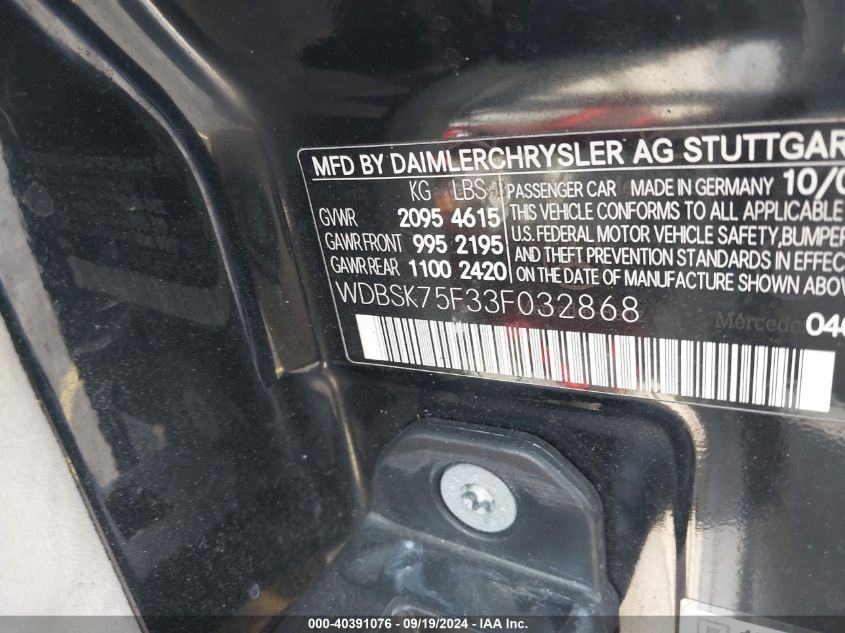 MFD BY DAIMLERCHRYSLER AG STUTTGAR
KG LBS PASSENGER CAR MADE IN GERMANY 10/0
GVWR 2095 4615 THIS VEHICLE CONFORMS TO ALL APPLICABLE
GAWR FRONT 995 2195 U.S. FEDERAL MOTOR VEHICLE SAFETY,BUMPER
GAWR REAR 1100 2420 AND THEFT PREVENTION STANDARDS IN EFFEC
ON THE DATE OF MANUFACTURE SHOWN ABOV
WDBSK75F33F032868
Mercede 040
000-40391076 — 09/19/2024 — IAA Inc.